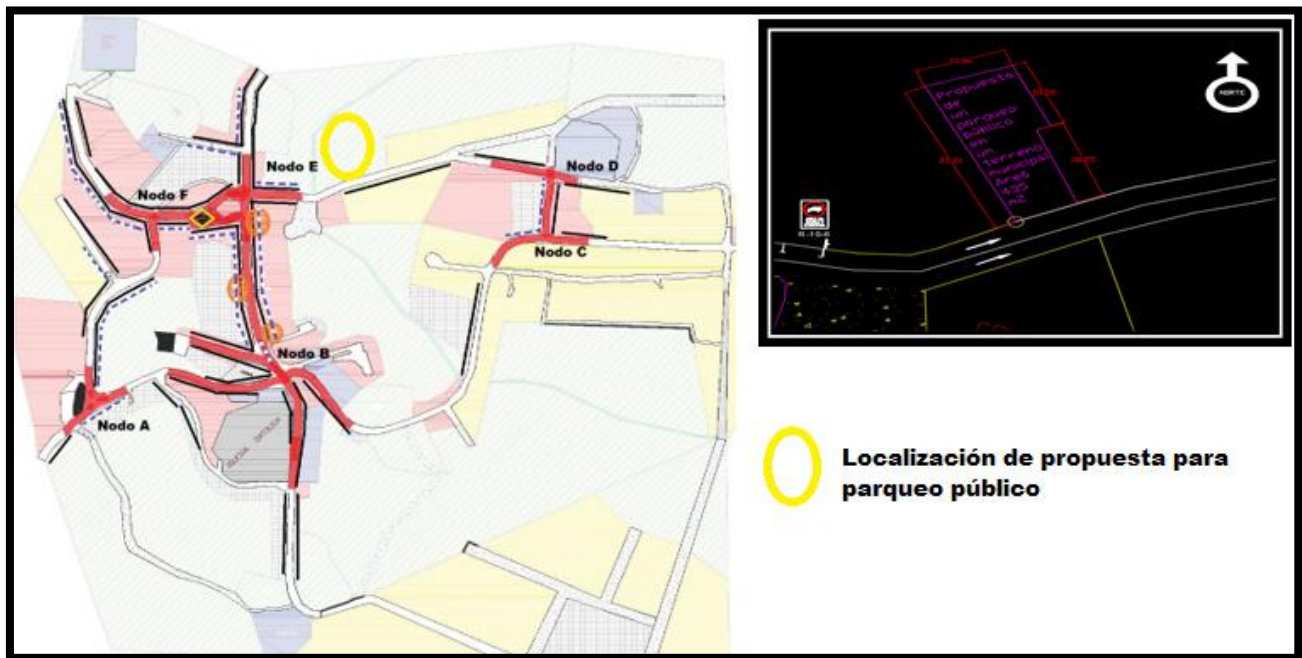 Nodo E
Nodo D
Nodo F
Nodo C
Nodo B
Nodo A
Propuesta
de
un
parqueo
público
en
un
terreno
municipal
NORTE
Localización de propuesta para
parqueo público